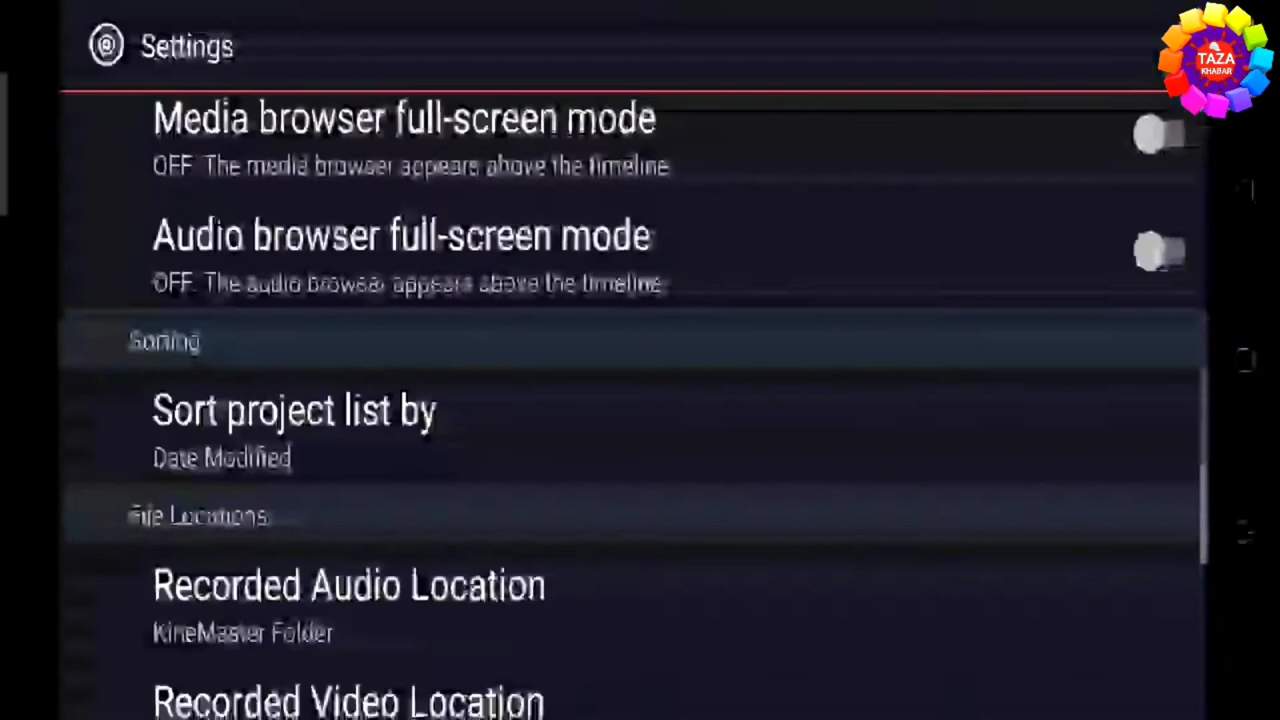 Settings
TAZA
KHABAR
Media browser full-screen mode
OFF. The media browser appears above the timeline.
Audio browser full-screen mode
OFF. The audio browser appears above the timeline.
Sorting
Sort project list by
Date Modified
File Locations
Recorded Audio Location
KineMaster Folder
Recorded Video Location